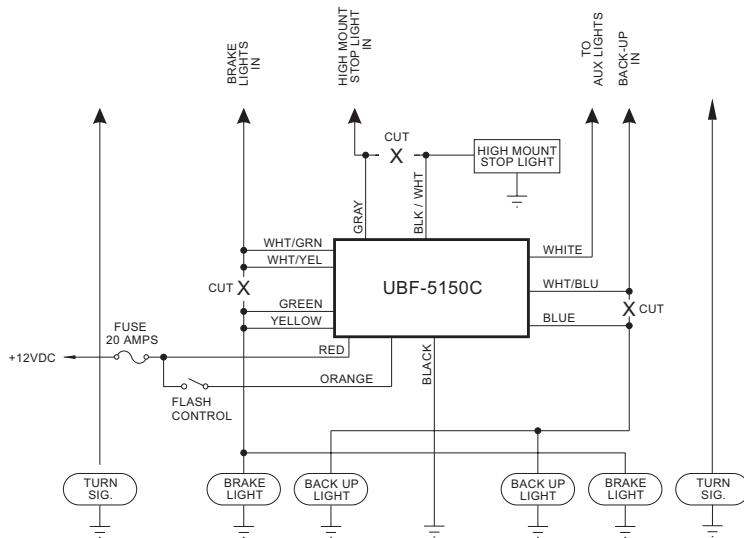 BRAKE
LIGHTS
IN
HIGH MOUNT
STOP LIGHT
IN
TO
AUX LIGHTS
BACK-UP
IN
CUT
X
HIGH MOUNT
STOP LIGHT
GRAY
BLK / WHT
WHT/GRN
WHT/YEL
UBF-5150C
WHITE
WHT/BLU
CUT X
X CUT
GREEN
YELLOW
BLUE
FUSE
20 AMPS
+12VDC
RED
ORANGE
BLACK
FLASH
CONTROL
TURN
SIG.
BRAKE
LIGHT
BACK UP
LIGHT
BACK UP
LIGHT
BRAKE
LIGHT
TURN
SIG.